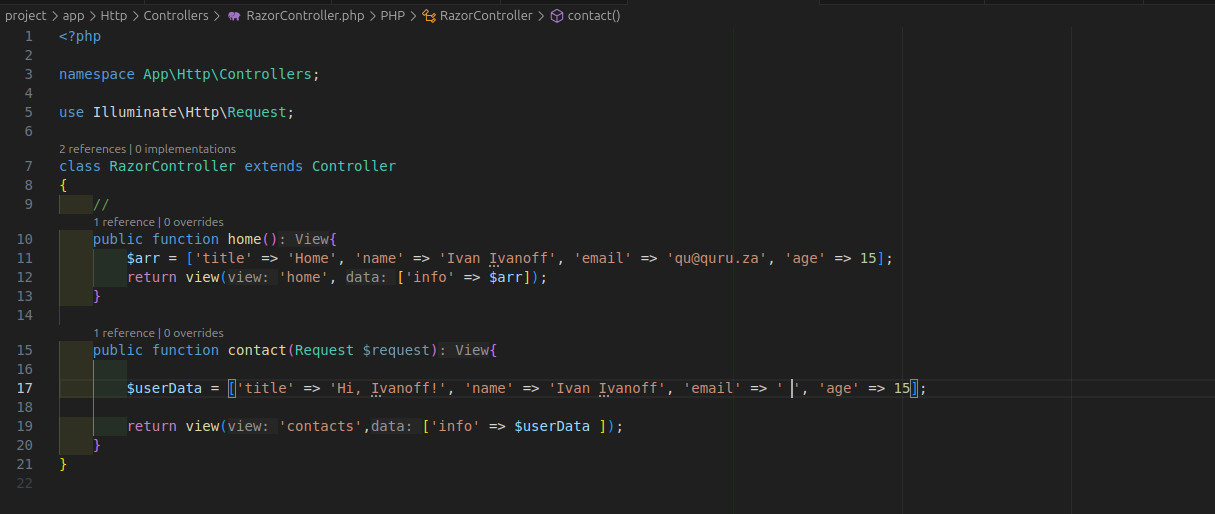 project > app > Http > Controllers > RazorController.php > PHP > RazorController > contact()
1 <?php
2
3 namespace App\Http\Controllers;
4
5 use Illuminate\Http\Request;
6
2 references | 0 implementations
7 class RazorController extends Controller
8 {
9 //
1 reference | 0 overrides
10 public function home(): View{
11 $arr = ['title' => 'Home', 'name' => 'Ivan Ivanoff', 'email' => 'qu@quru.za', 'age' => 15];
12 return view(view: 'home', data: ['info' => $arr]);
13 }
14
1 reference | 0 overrides
15 public function contact(Request $request): View{
16
17 $userData = ['title' => 'Hi, Ivanoff!', 'name' => 'Ivan Ivanoff', 'email' => ' ', 'age' => 15];
18
19 return view(view: 'contacts',data: ['info' => $userData ]);
20 }
21 }
22